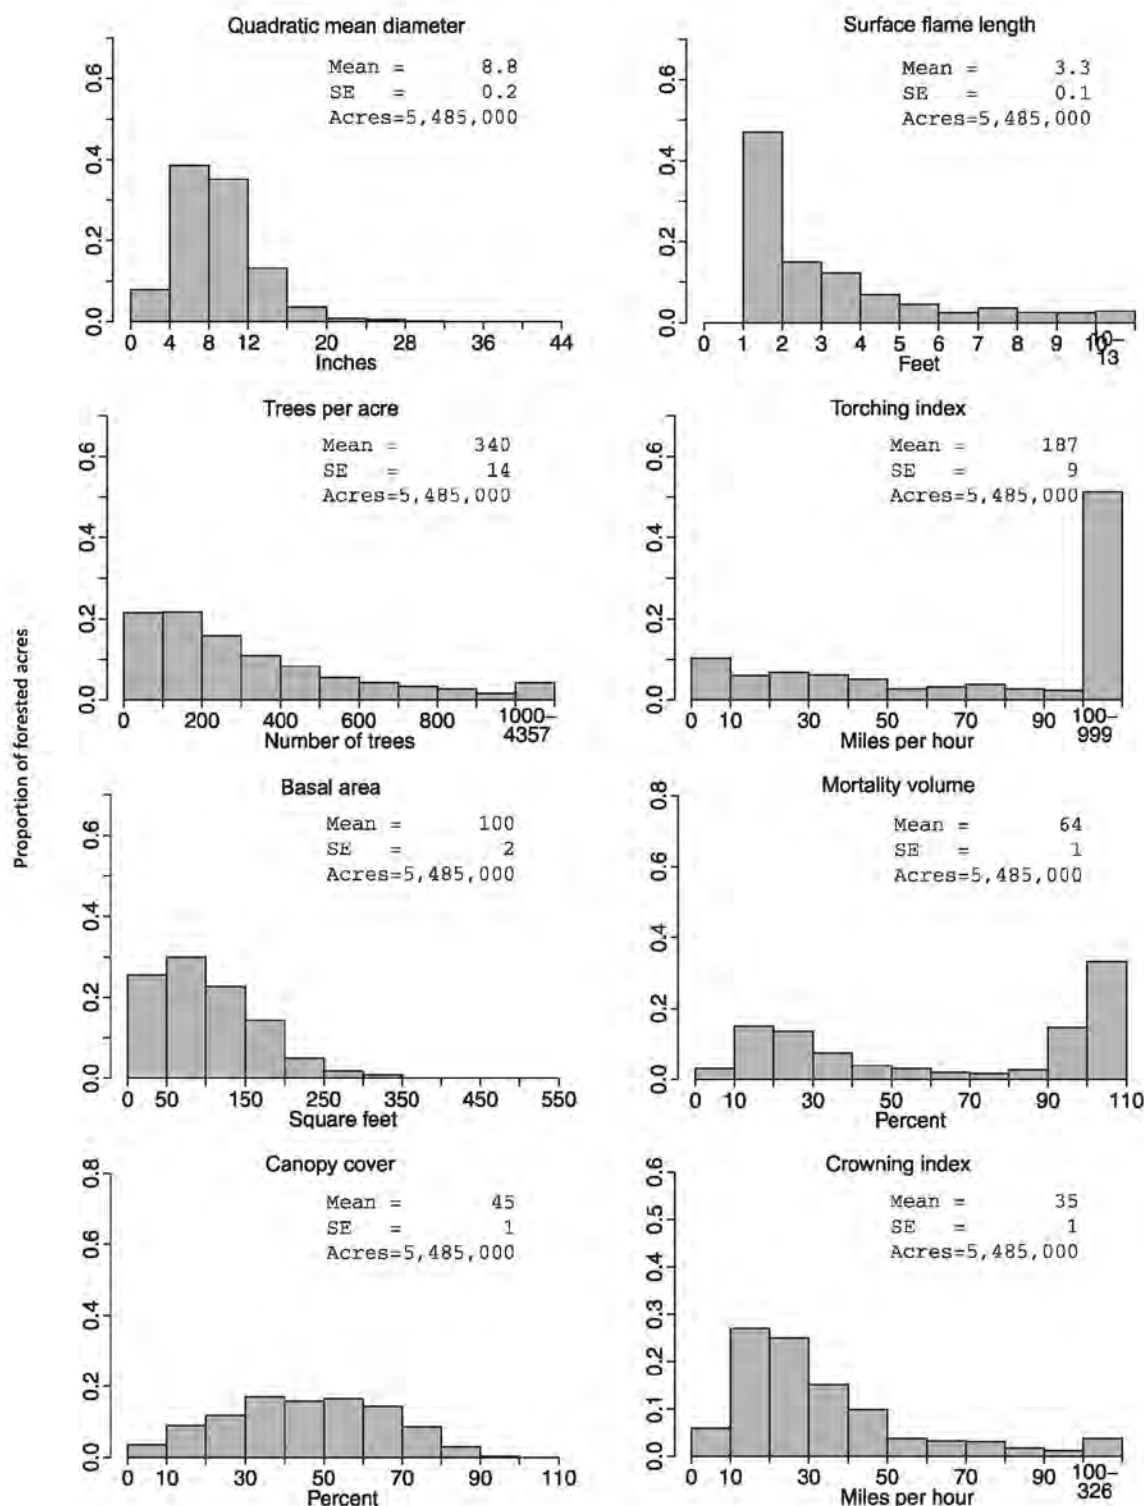 Proportion of forested acres
Quadratic mean diameter
Mean = 8.8
SE = 0.2
Acres=5,485,000
0.0 0.2 0.4 0.6
0 4 8 12 20 28 36 44
Inches
Surface flame length
Mean = 3.3
SE = 0.1
Acres=5,485,000
0.0 0.2 0.4 0.6
0 1 2 3 4 5 6 7 8 9 10–
13
Feet
Trees per acre
Mean = 340
SE = 14
Acres=5,485,000
0.0 0.2 0.4 0.6
0 200 400 600 800 1000–
4357
Number of trees
Torching index
Mean = 187
SE = 9
Acres=5,485,000
0.0 0.2 0.4 0.6
0 10 30 50 70 90 100–
999
Miles per hour
Basal area
Mean = 100
SE = 2
Acres=5,485,000
0.0 0.2 0.4 0.6
0 50 150 250 350 450 550
Square feet
Mortality volume
Mean = 64
SE = 1
Acres=5,485,000
0.0 0.2 0.4 0.6 0.8
0 10 30 50 70 90 110
Percent
Canopy cover
Mean = 45
SE = 1
Acres=5,485,000
0.0 0.2 0.4 0.6 0.8
0 10 30 50 70 90 110
Percent
Crowning index
Mean = 35
SE = 1
Acres=5,485,000
0.0 0.1 0.2 0.3 0.4 0.5 0.6
0 10 30 50 70 90 100–
326
Miles per hour